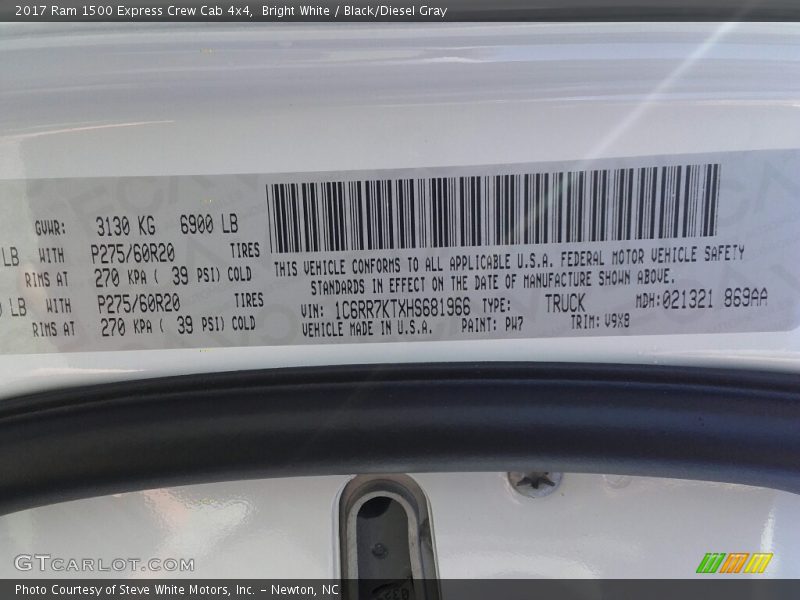 2017 Ram 1500 Express Crew Cab 4x4,  Bright White / Black/Diesel Gray
GVWR: 3130 KG 6900 LB
LB WITH P275/60R20 TIRES
RIMS AT 270 KPA ( 39 PSI) COLD
LB WITH P275/60R20 TIRES
RIMS AT 270 KPA ( 39 PSI) COLD
THIS VEHICLE CONFORMS TO ALL APPLICABLE U.S.A. FEDERAL MOTOR VEHICLE SAFETY
STANDARDS IN EFFECT ON THE DATE OF MANUFACTURE SHOWN ABOVE.
VIN: 1C6RR7KTXHS681966 TYPE: TRUCK MDH:021321 869AA
VEHICLE MADE IN U.S.A. PAINT: PW7 TRIM: V9X8
GTCARLOT.COM
Photo Courtesy of Steve White Motors, Inc. – Newton, NC